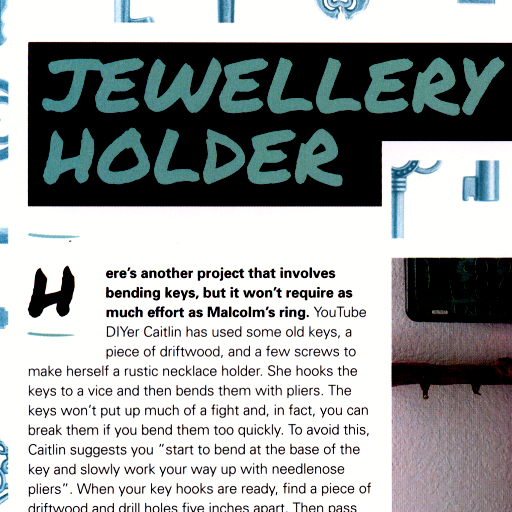 JEWELLERY
HOLDER
Here's another project that involves
bending keys, but it won't require as
much effort as Malcolm's ring. YouTube
DIYer Caitlin has used some old keys, a
piece of driftwood, and a few screws to
make herself a rustic necklace holder. She hooks the
keys to a vice and then bends them with pliers. The
keys won't put up much of a fight and, in fact, you can
break them if you bend them too quickly. To avoid this,
Caitlin suggests you "start to bend at the base of the
key and slowly work your way up with needlenose
pliers". When your key hooks are ready, find a piece of
driftwood and drill holes five inches apart. Then pass